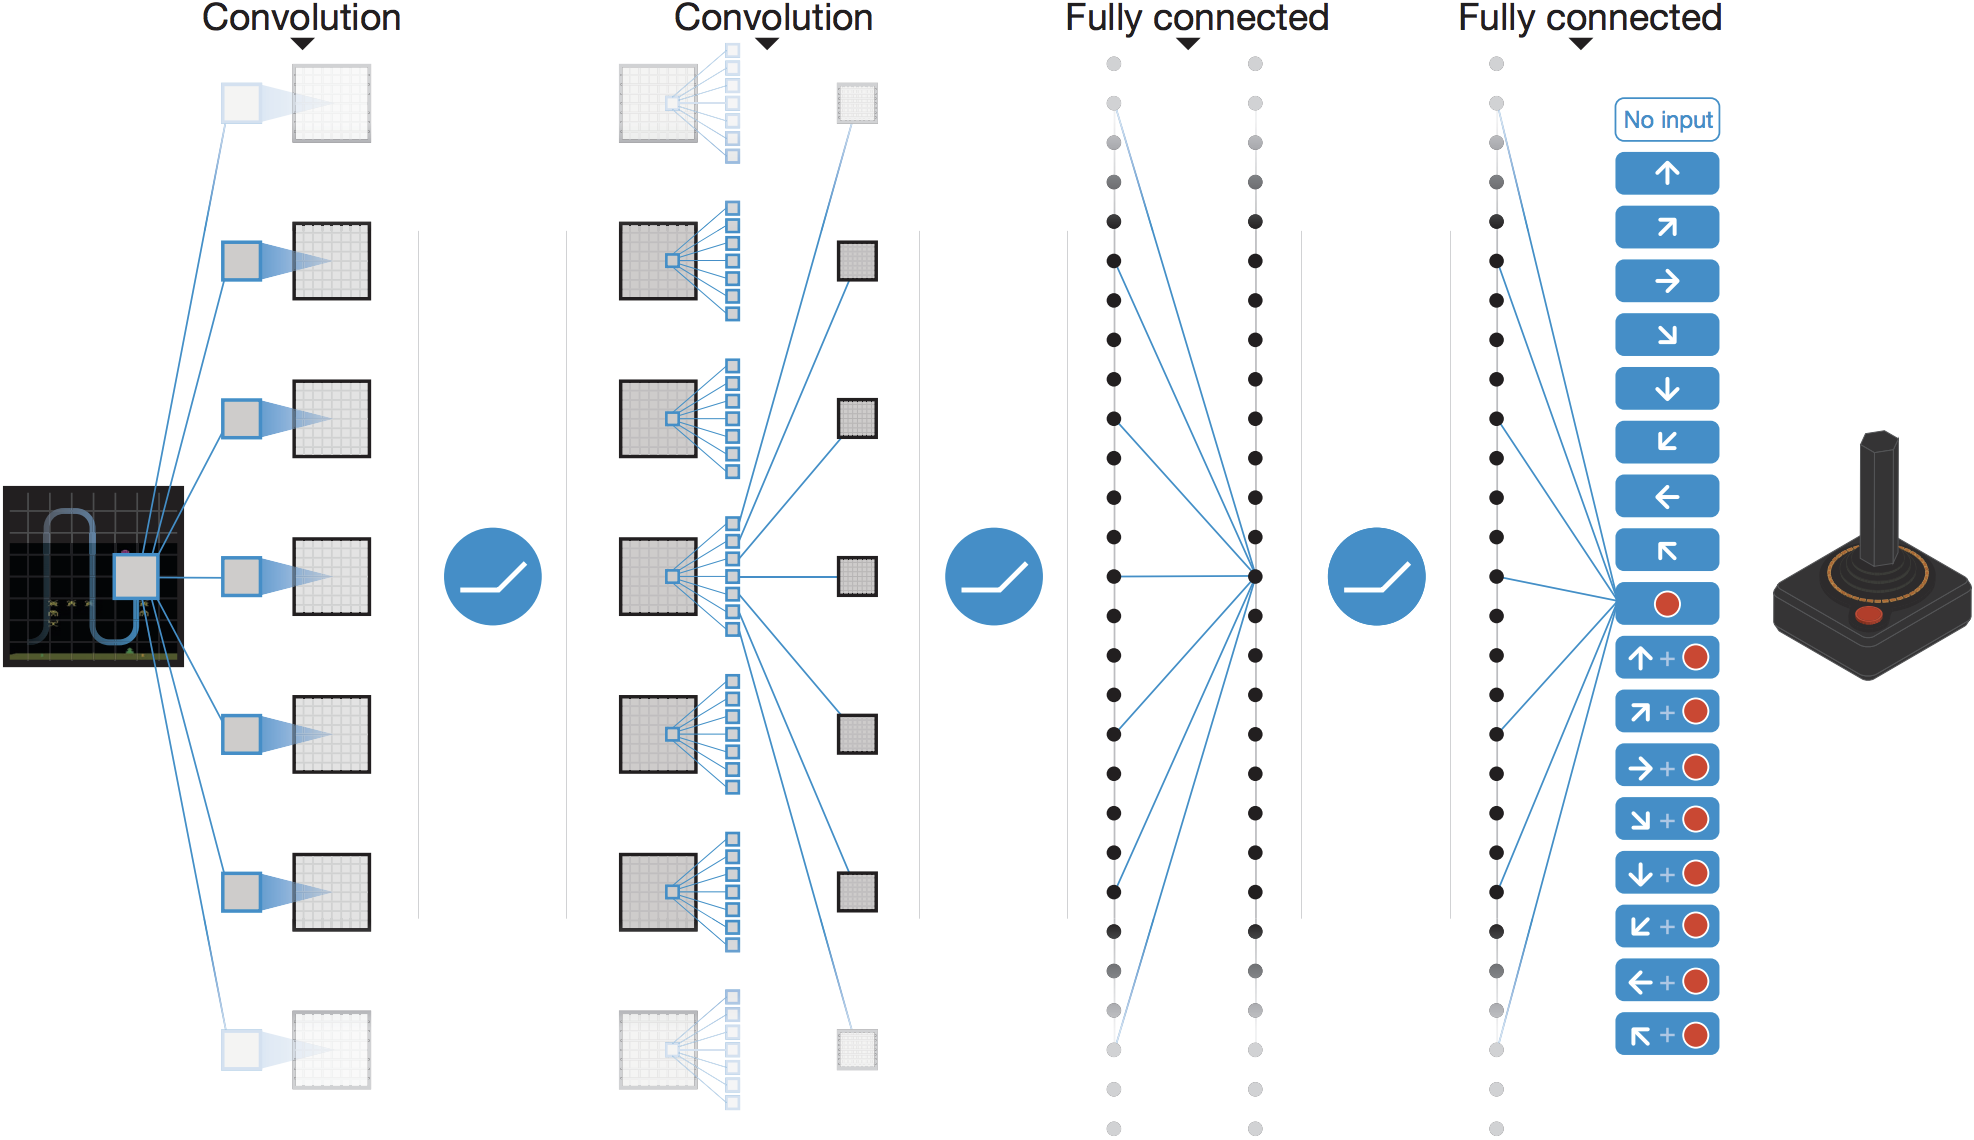 Convolution
Convolution
Fully connected
Fully connected
No input
+
+
+
+
+
+
+
+